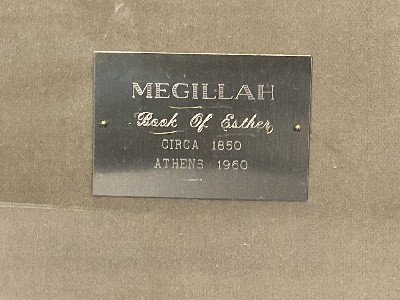 MEGILLAH
Book Of Esther
CIRCA 1850
ATHENS 1960